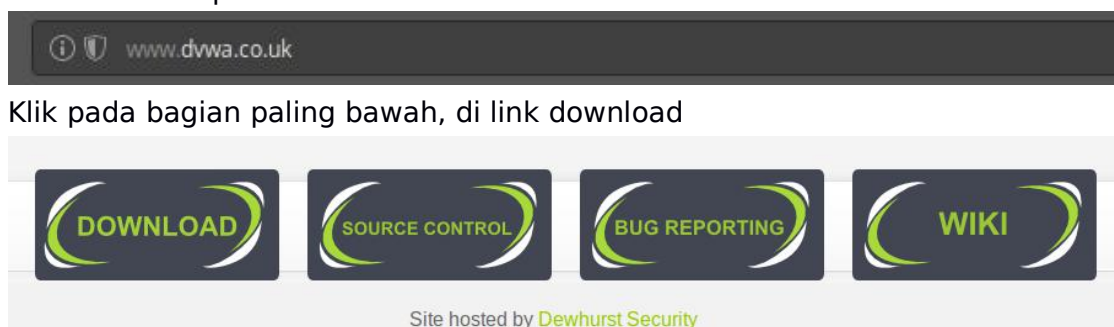 www.dvwa.co.uk
Klik pada bagian paling bawah, di link download
DOWNLOAD SOURCE CONTROL BUG REPORTING WIKI
Site hosted by Dewhurst Security